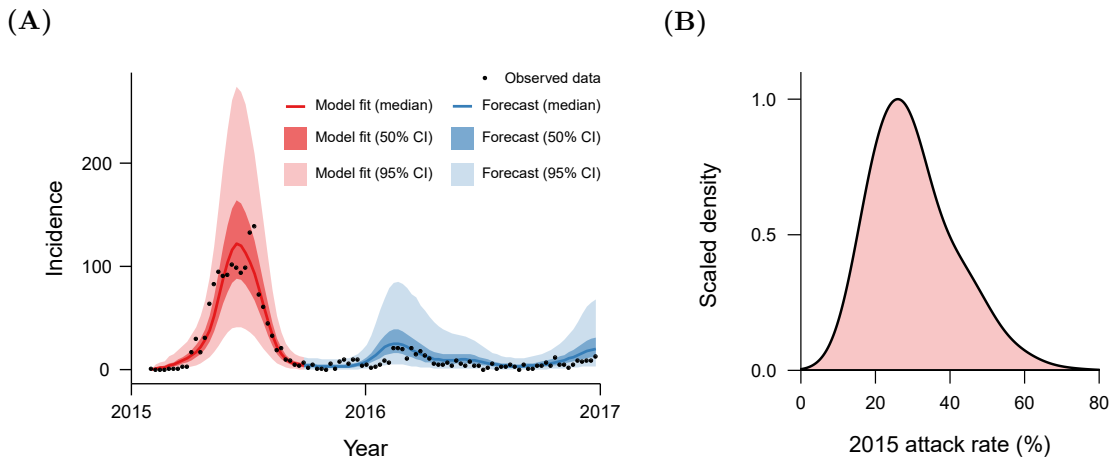 (A)
Incidence
200
100
0
2015
2016
2017
Year
Observed data
Model fit (median)
Forecast (median)
Model fit (50% CI)
Forecast (50% CI)
Model fit (95% CI)
Forecast (95% CI)
(B)
Scaled density
1.0
0.5
0.0
0
20
40
60
80
2015 attack rate (%)